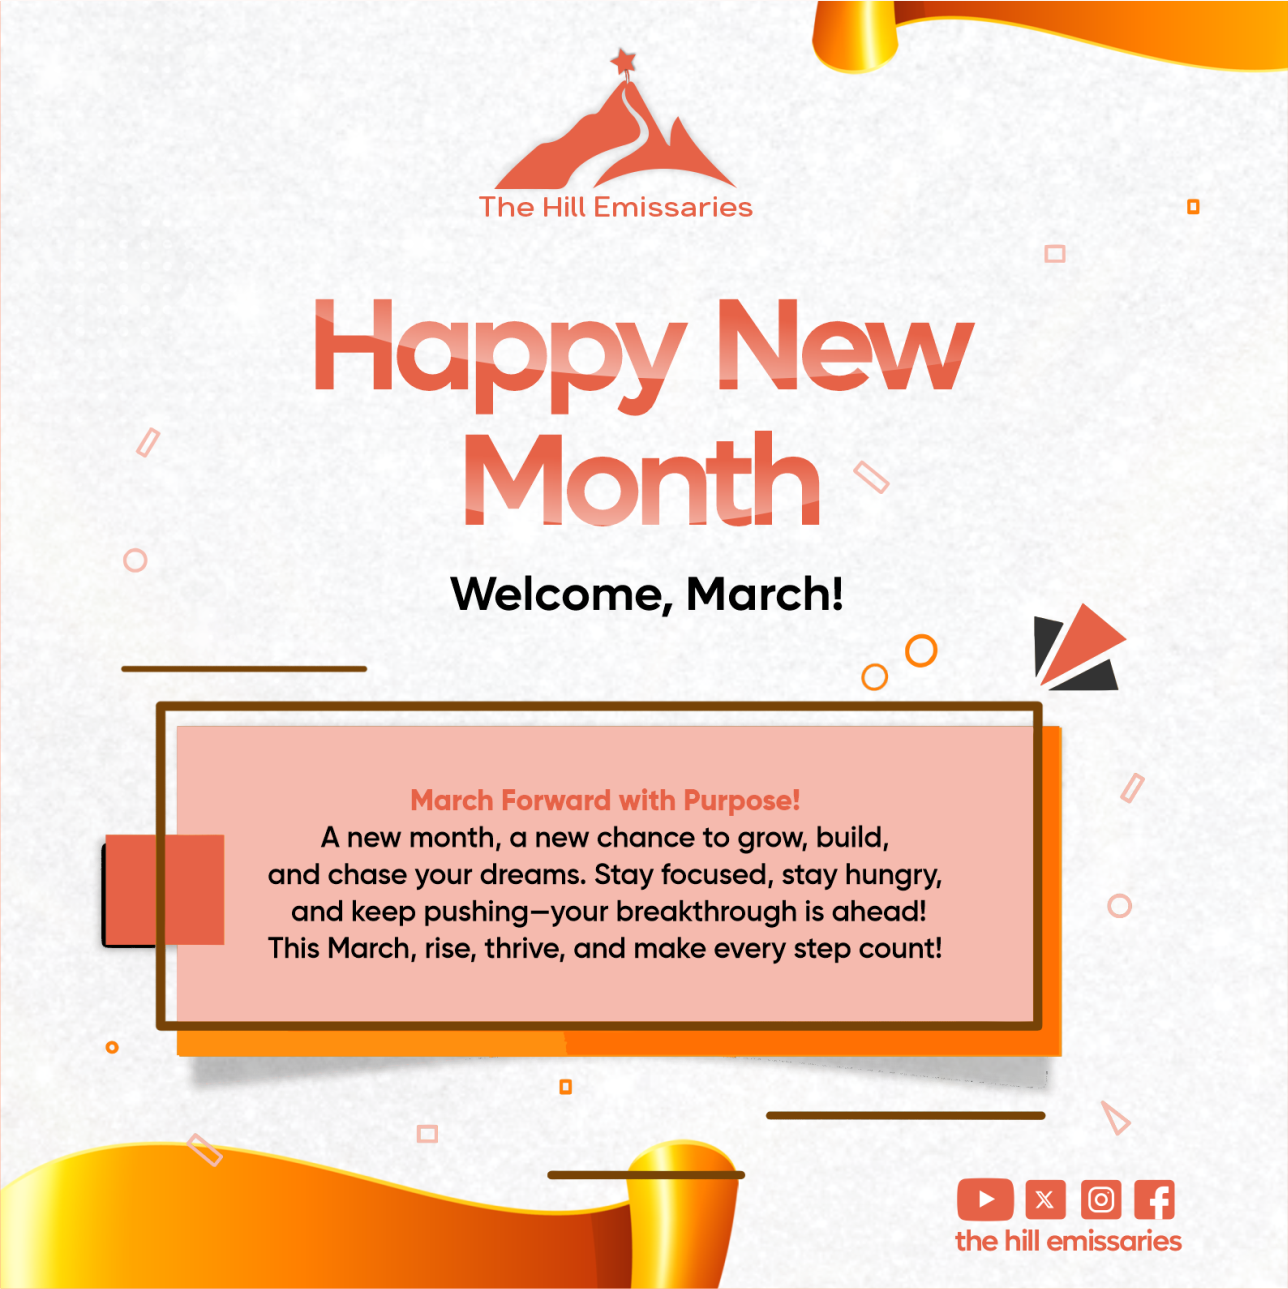 The Hill Emissaries
Happy New
Month
Welcome, March!
March Forward with Purpose!
A new month, a new chance to grow, build,
and chase your dreams. Stay focused, stay hungry,
and keep pushing—your breakthrough is ahead!
This March, rise, thrive, and make every step count!
the hill emissaries